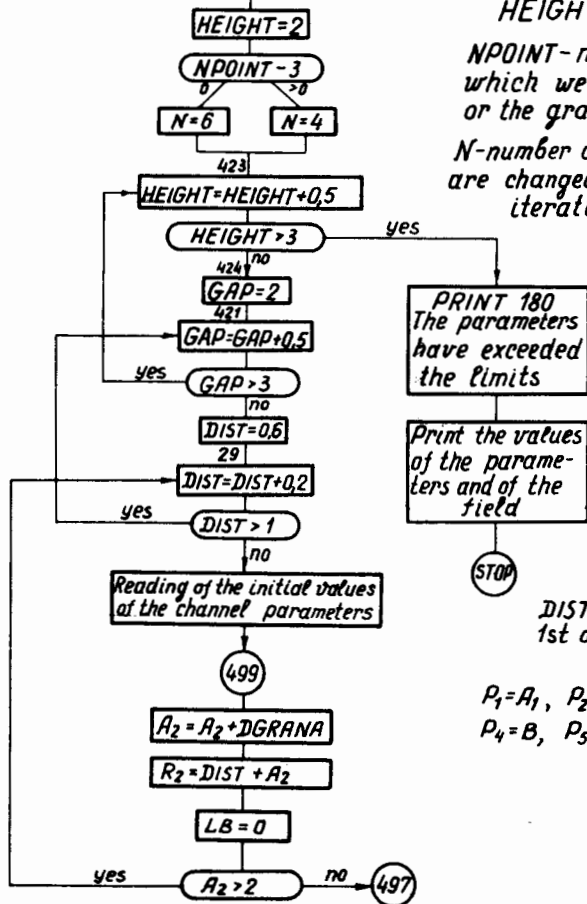 HEIGHT=2
NPOINT-3
0
>0
N=6
N=4
423
HEIGHT=HEIGHT+0,5
HEIGHT>3
yes
no
424
GAP=2
421
GAP=GAP+0,5
yes
GAP>3
no
DIST=0,6
29
DIST=DIST+0,2
yes
DIST>1
no
Reading of the initial values
of the channel parameters
499
A2=A2+DGRANA
R2=DIST+A2
LB=0
yes
A2>2
no
497
PRINT 180
The parameters
have exceeded
the limits
Print the values
of the parame-
ters and of the
field
STOP
HEIGH
NPOINT-
which we
or the gra
N-number
are changed
iterat
DIST
1st
P1=A1, P2
P4=B, P5